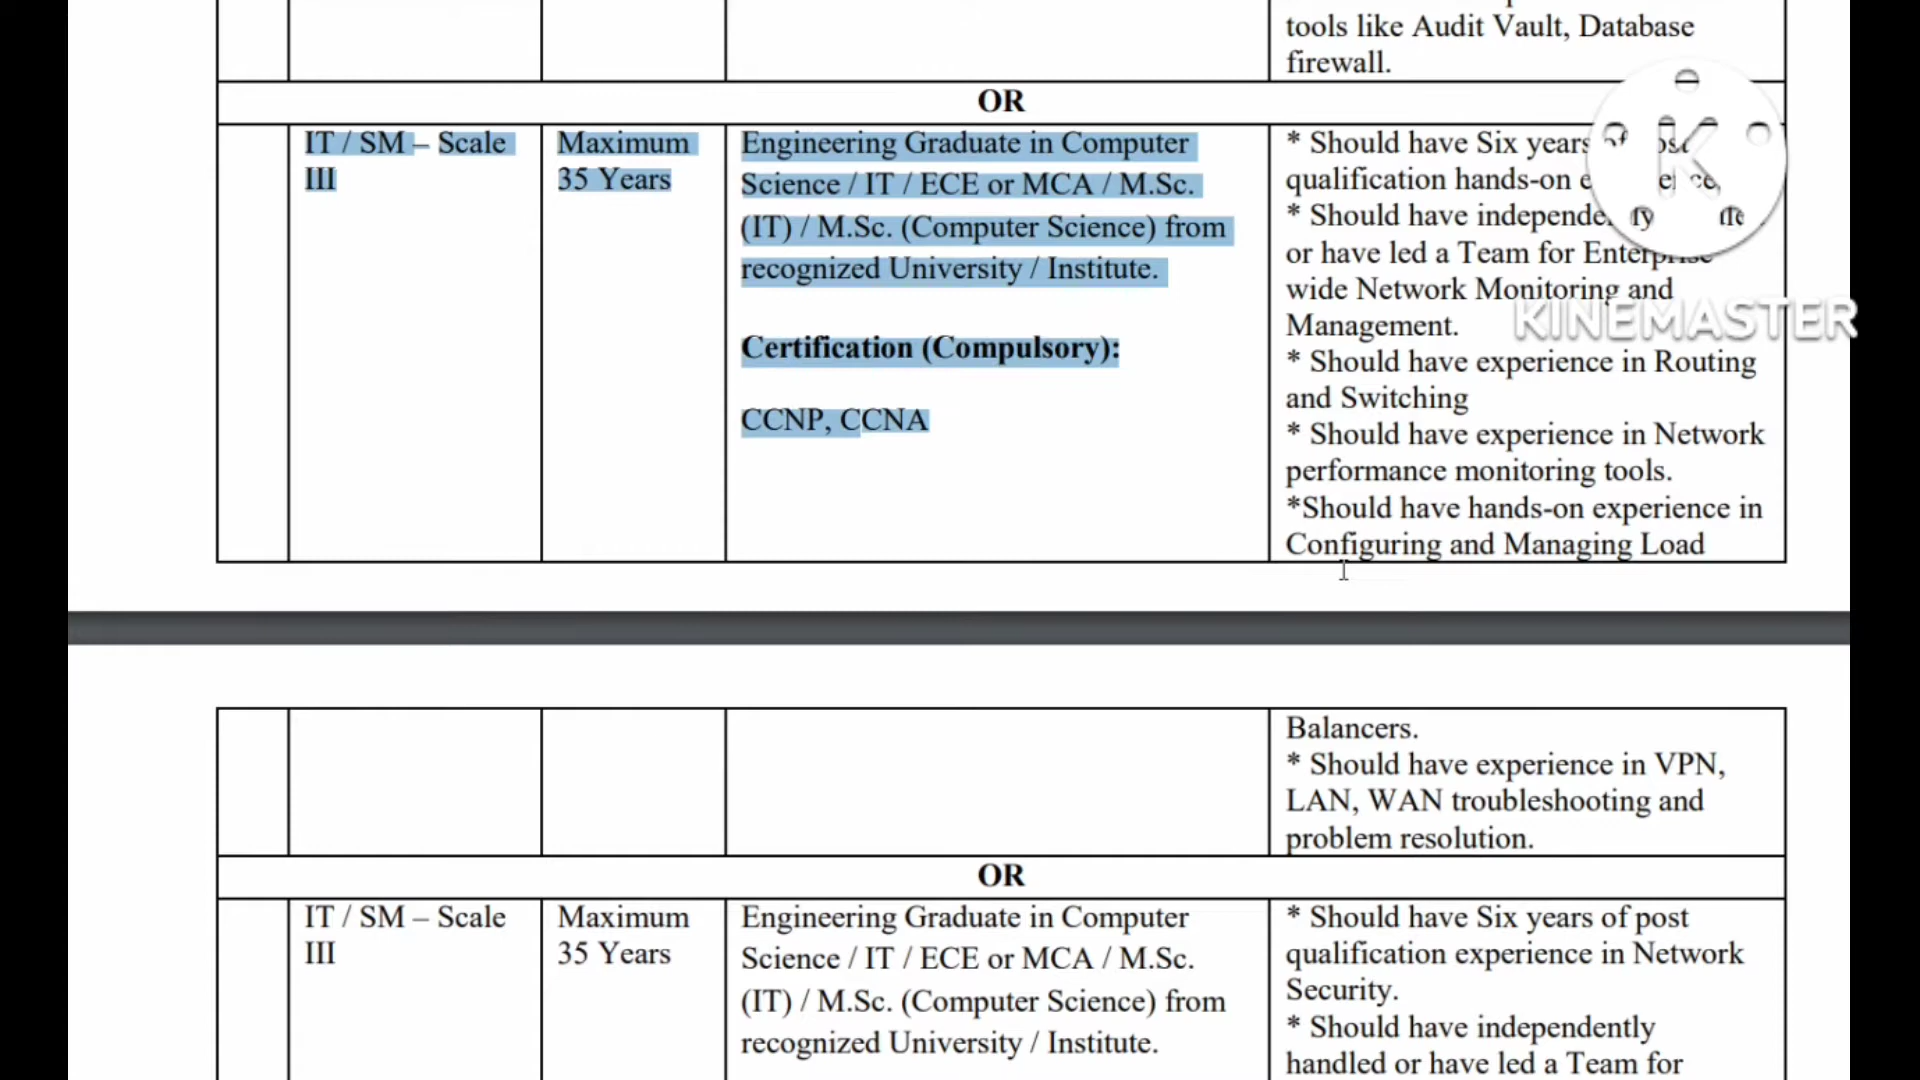 tools like Audit Vault, Database
firewall.
OR
IT / SM – Scale
III
Maximum
35 Years
Engineering Graduate in Computer
Science / IT / ECE or MCA / M.Sc.
(IT) / M.Sc. (Computer Science) from
recognized University / Institute.
Certification (Compulsory):
CCNP, CCNA
* Should have Six years of post
qualification hands-on
* Should have
or have led a Team for Enterprise
wide Network Monitoring and
Management.
* Should have experience in Routing
and Switching
* Should have experience in Network
performance monitoring tools.
*Should have hands-on experience in
Configuring and Managing Load
KINEMASTER
Balancers.
* Should have experience in VPN,
LAN, WAN troubleshooting and
problem resolution.
OR
IT / SM – Scale
III
Maximum
35 Years
Engineering Graduate in Computer
Science / IT / ECE or MCA / M.Sc.
(IT) / M.Sc. (Computer Science) from
recognized University / Institute.
* Should have Six years of post
qualification experience in Network
Security.
* Should have independently
handled or have led a Team for